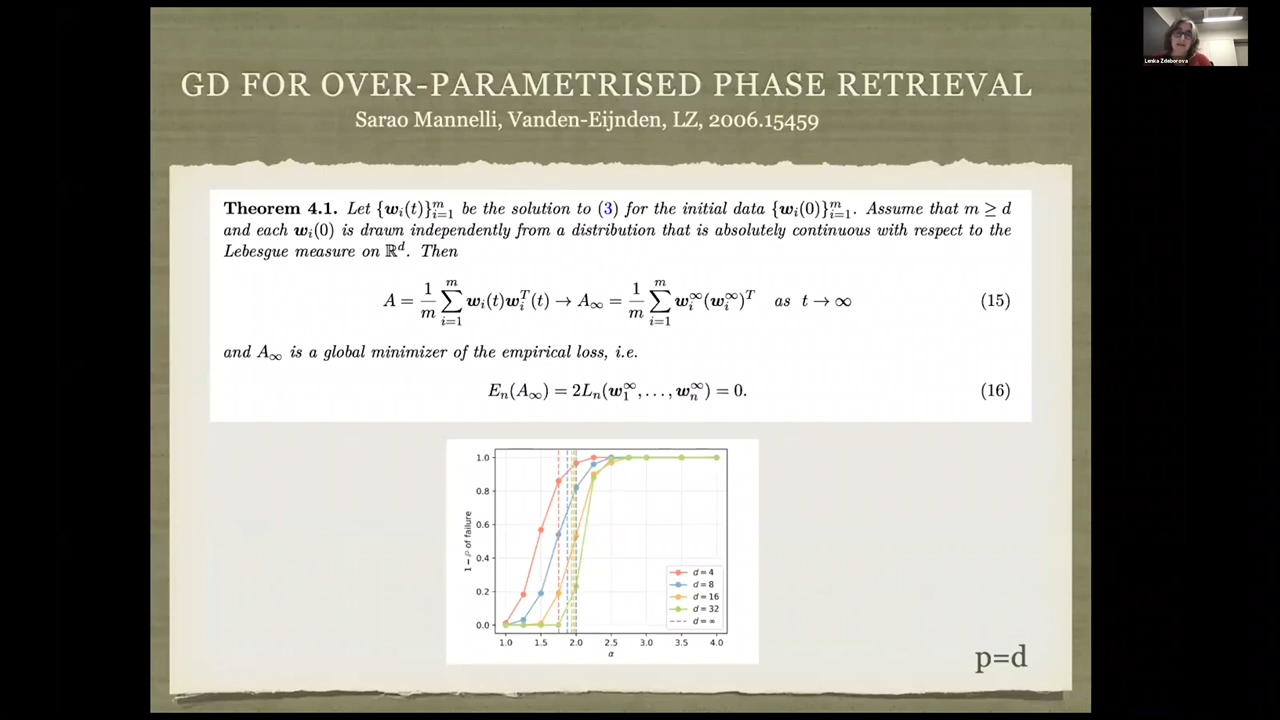 Lenka Zdeborova
GD FOR OVER-PARAMETRISED PHASE RETRIEVAL
Sarao Mannelli, Vanden-Eijnden, LZ, 2006.15459
Theorem 4.1. Let {w_i(t)}_{i=1}^m be the solution to (3) for the initial data {w_i(0)}_{i=1}^m. Assume that m ≥ d
and each w_i(0) is drawn independently from a distribution that is absolutely continuous with respect to the
Lebesgue measure on ℝ^d. Then
A = \frac{1}{m} \sum_{i=1}^m w_i(t)w_i^T(t) → A_∞ = \frac{1}{m} \sum_{i=1}^m w_i^∞(w_i^∞)^T as t → ∞ (15)
and A_∞ is a global minimizer of the empirical loss, i.e.
E_n(A_∞) = 2L_n(w_1^∞, . . . , w_n^∞) = 0. (16)
1.0
0.8
0.6
0.4
0.2
0.0
1 − ρ of failure
d = 4
d = 8
d = 16
d = 32
d = ∞
1.0 1.5 2.0 2.5 3.0 3.5 4.0
α
p=d